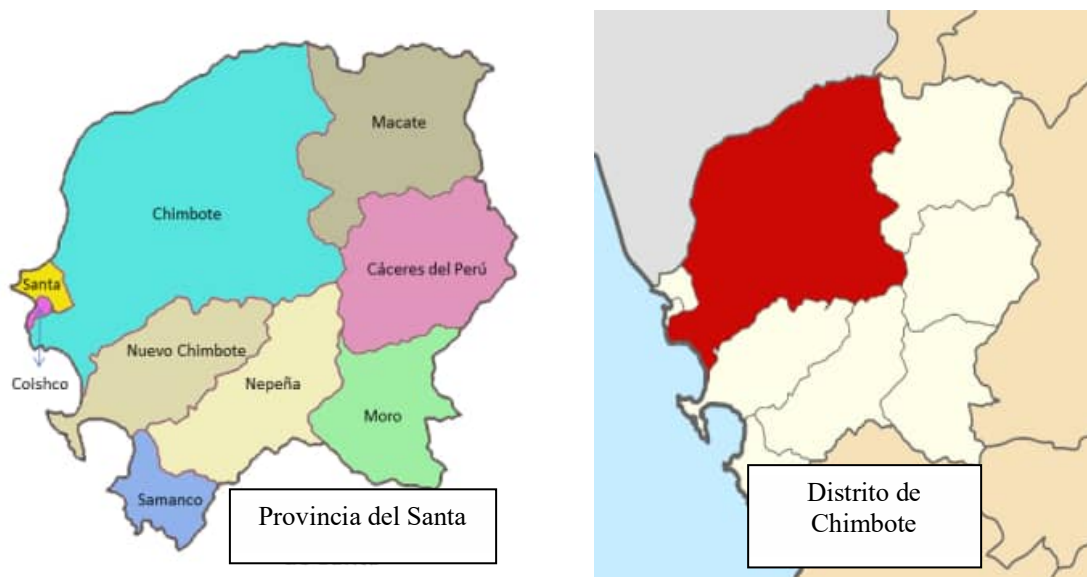 Macate
Chimbote
Cáceres del Perú
Santa
Nuevo Chimbote
Coishco
Nepeña
Moro
Samanco
Provincia del Santa
Distrito de
Chimbote